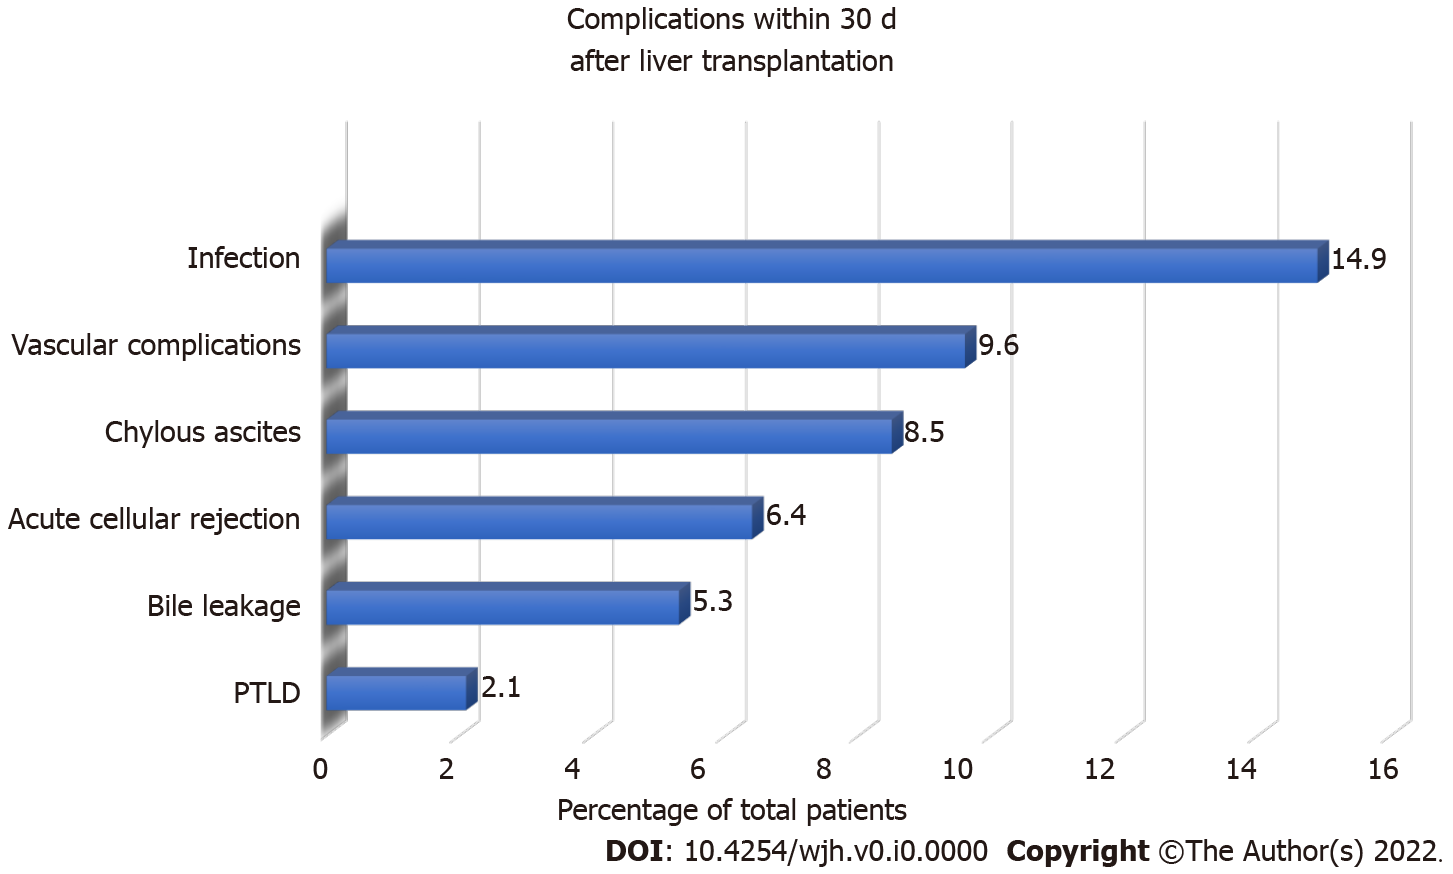 Complications within 30 d
after liver transplantation
Infection
14.9
Vascular complications
9.6
Chylous ascites
8.5
Acute cellular rejection
6.4
Bile leakage
5.3
PTLD
2.1
0 2 4 6 8 10 12 14 16
Percentage of total patients
DOI: 10.4254/wjh.v0.i0.0000 Copyright ©The Author(s) 2022.